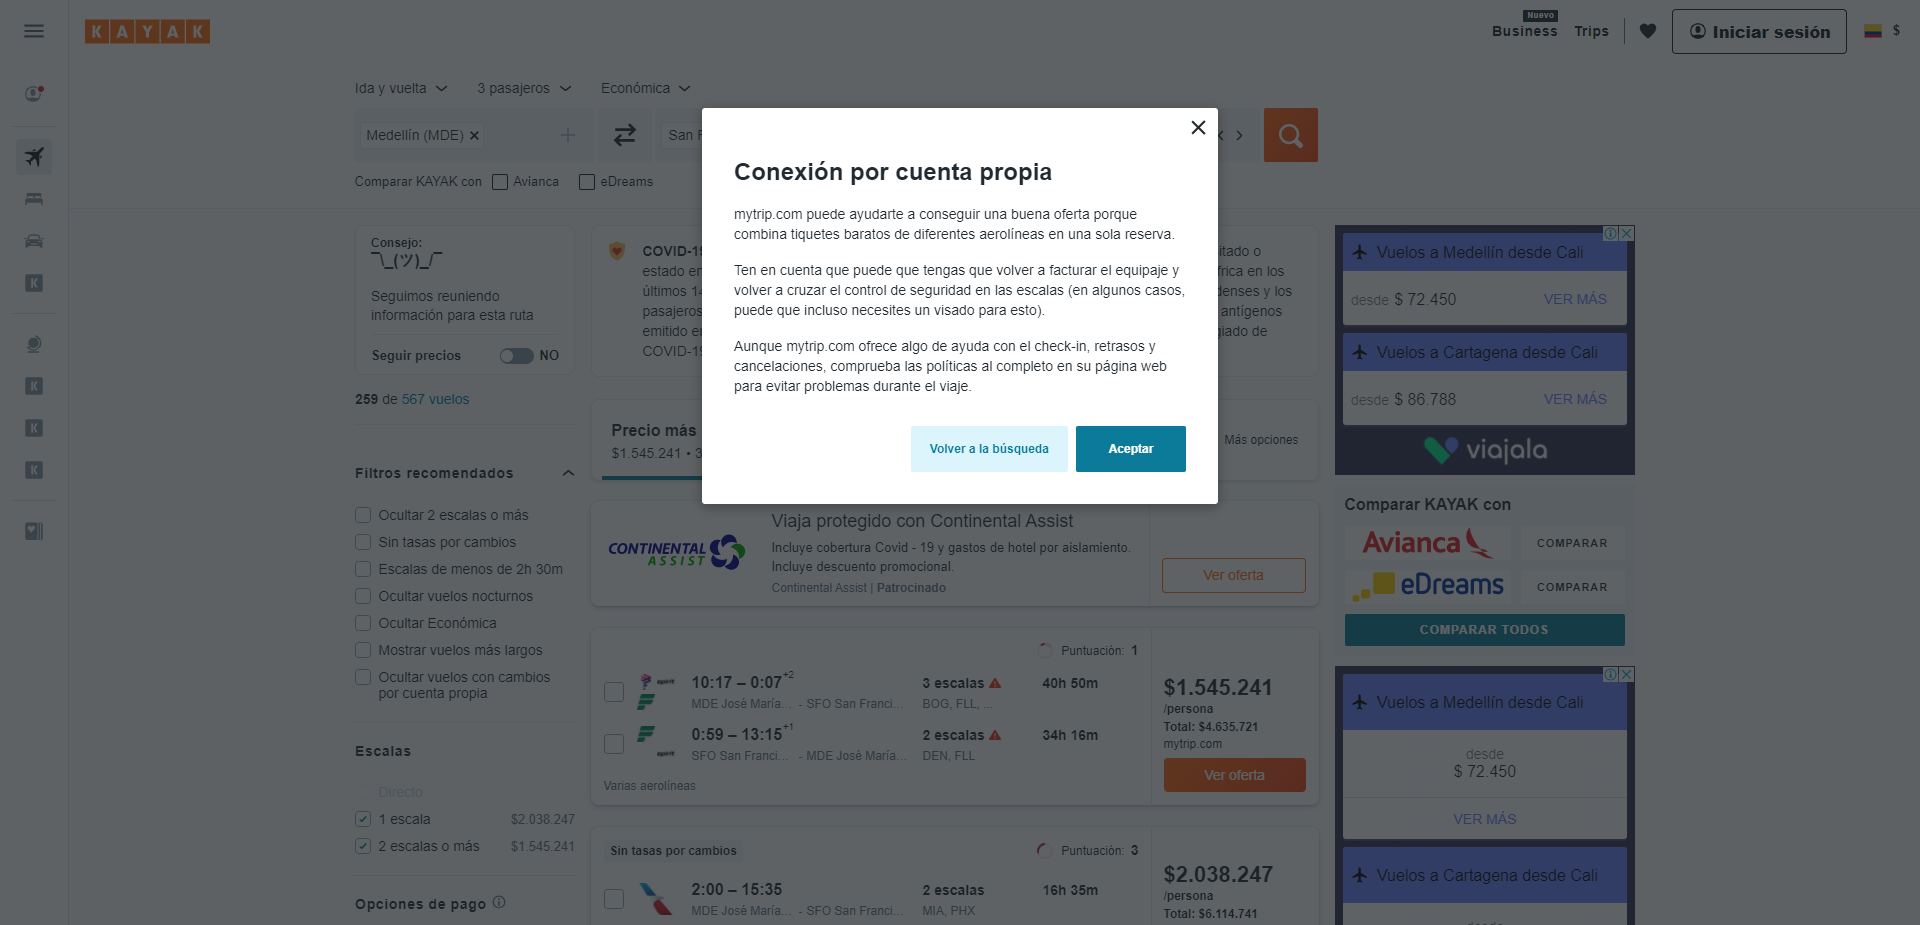 KAYAK
Nuevo
Business
Trips
Iniciar sesión
$
Ida y vuelta
3 pasajeros
Económica
Medellín (MDE)
San F
Comparar KAYAK con
Avianca
eDreams
Conexión por cuenta propia
mytrip.com puede ayudarte a conseguir una buena oferta porque
combina tiquetes baratos de diferentes aerolíneas en una sola reserva.
Ten en cuenta que puede que tengas que volver a facturar el equipaje y
volver a cruzar el control de seguridad en las escalas (en algunos casos,
puede que incluso necesites un visado para esto).
Aunque mytrip.com ofrece algo de ayuda con el check-in, retrasos y
cancelaciones, comprueba las políticas al completo en su página web
para evitar problemas durante el viaje.
Volver a la búsqueda
Aceptar
Consejo:
¯\_(ツ)_/¯
Seguimos reuniendo
información para esta ruta
Seguir precios
NO
259 de 567 vuelos
Filtros recomendados
Ocultar 2 escalas o más
Sin tasas por cambios
Escalas de menos de 2h 30m
Ocultar vuelos nocturnos
Ocultar Económica
Mostrar vuelos más largos
Ocultar vuelos con cambios
por cuenta propia
Escalas
Directo
1 escala $2.038.247
2 escalas o más $1.545.241
Opciones de pago
COVID-19
estado en
últimos 14
pasajeros
emitido e
COVID-19
itado o
frica en los
denses y los
antígenos
giado de
Precio más
$1.545.241 • 3
Más opciones
CONTINENTAL
ASSIST
Viaja protegido con Continental Assist
Incluye cobertura Covid - 19 y gastos de hotel por aislamiento.
Incluye descuento promocional.
Continental Assist | Patrocinado
Ver oferta
Puntuación: 1
spirit
10:17 – 0:07 +2
MDE José María... - SFO San Franci...
3 escalas
BOG, FLL, ...
40h 50m
0:59 – 13:15 +1
spirit
SFO San Franci... - MDE José María...
2 escalas
DEN, FLL
34h 16m
Varias aerolíneas
$1.545.241
/persona
Total: $4.635.721
mytrip.com
Ver oferta
Sin tasas por cambios
Puntuación: 3
2:00 – 15:35
MDE José María... - SFO San Franci...
2 escalas
MIA, PHX
16h 35m
$2.038.247
/persona
Total: $6.114.741
Vuelos a Medellín desde Cali
desde $ 72.450 VER MÁS
Vuelos a Cartagena desde Cali
desde $ 86.788 VER MÁS
viajala
Comparar KAYAK con
Avianca
COMPARAR
eDreams
COMPARAR
COMPARAR TODOS
Vuelos a Medellín desde Cali
desde
$ 72.450
VER MÁS
Vuelos a Cartagena desde Cali
desde